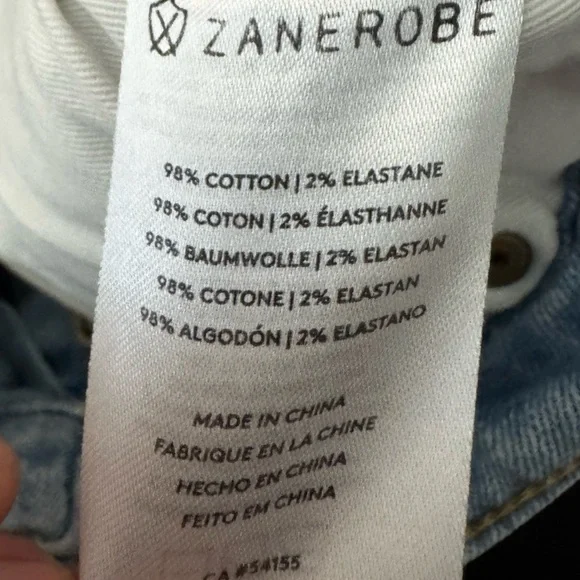 ZANEROBE
98% COTTON | 2% ELASTANE
98% COTON | 2% ÉLASTHANNE
98% BAUMWOLLE | 2% ELASTAN
98% COTONE | 2% ELASTAN
98% ALGODÓN | 2% ELASTANO
MADE IN CHINA
FABRIQUE EN LA CHINE
HECHO EN CHINA
FEITO EM CHINA
CA #54155